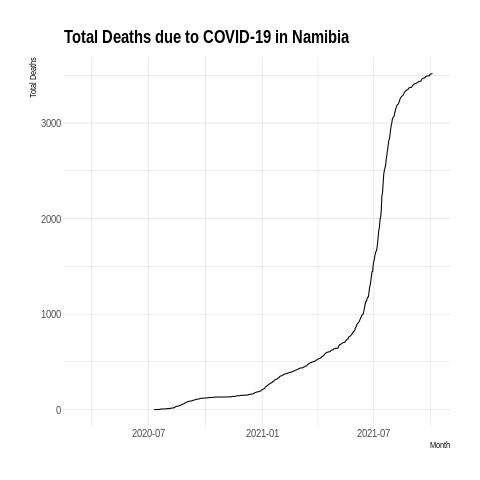 Total Deaths due to COVID-19 in Namibia
Total Deaths
3000
2000
1000
0
2020-07
2021-01
2021-07
Month